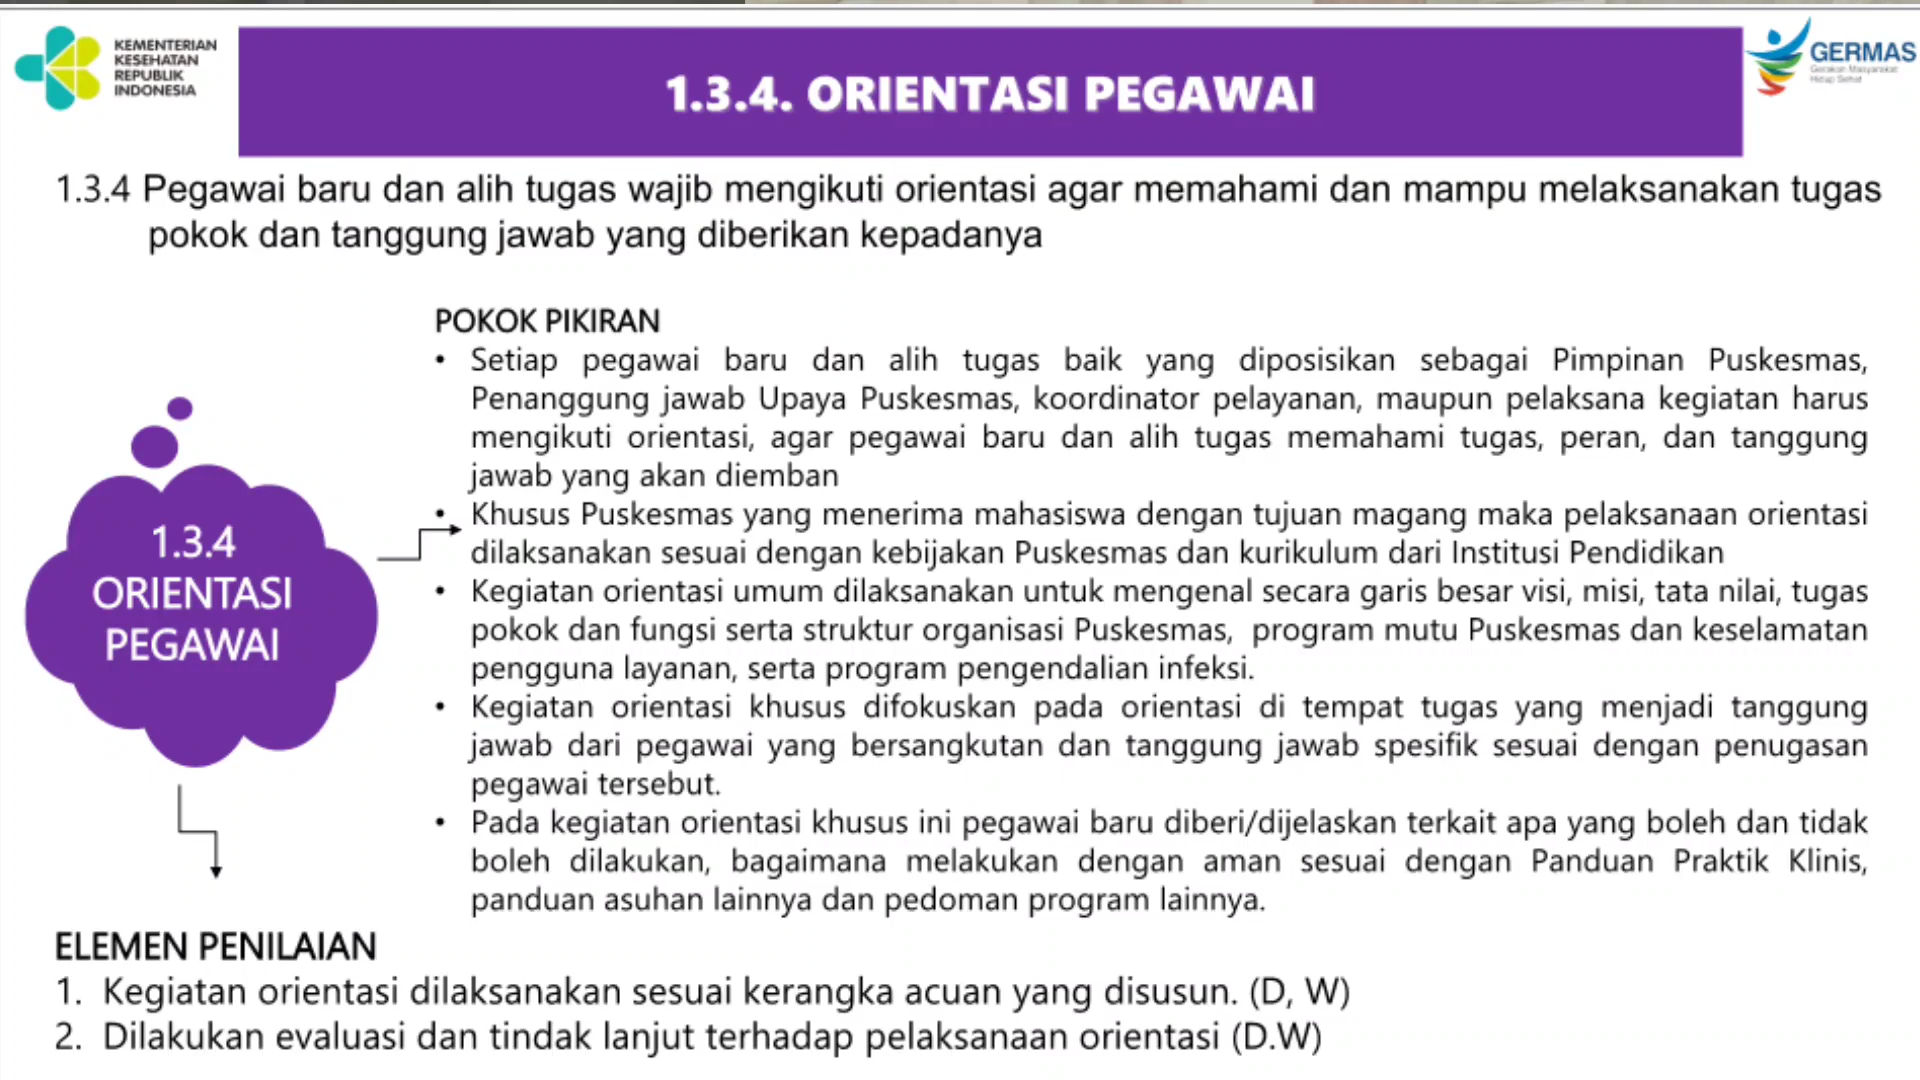 KEMENTERIAN
KESEHATAN
REPUBLIK
INDONESIA
1.3.4. ORIENTASI PEGAWAI
GERMAS
Gerakan Masyarakat
Hidup Sehat
1.3.4 Pegawai baru dan alih tugas wajib mengikuti orientasi agar memahami dan mampu melaksanakan tugas
pokok dan tanggung jawab yang diberikan kepadanya
POKOK PIKIRAN
• Setiap pegawai baru dan alih tugas baik yang diposisikan sebagai Pimpinan Puskesmas,
Penanggung jawab Upaya Puskesmas, koordinator pelayanan, maupun pelaksana kegiatan harus
mengikuti orientasi, agar pegawai baru dan alih tugas memahami tugas, peran, dan tanggung
jawab yang akan diemban
• Khusus Puskesmas yang menerima mahasiswa dengan tujuan magang maka pelaksanaan orientasi
dilaksanakan sesuai dengan kebijakan Puskesmas dan kurikulum dari Institusi Pendidikan
• Kegiatan orientasi umum dilaksanakan untuk mengenal secara garis besar visi, misi, tata nilai, tugas
pokok dan fungsi serta struktur organisasi Puskesmas, program mutu Puskesmas dan keselamatan
pengguna layanan, serta program pengendalian infeksi.
• Kegiatan orientasi khusus difokuskan pada orientasi di tempat tugas yang menjadi tanggung
jawab dari pegawai yang bersangkutan dan tanggung jawab spesifik sesuai dengan penugasan
pegawai tersebut.
• Pada kegiatan orientasi khusus ini pegawai baru diberi/dijelaskan terkait apa yang boleh dan tidak
boleh dilakukan, bagaimana melakukan dengan aman sesuai dengan Panduan Praktik Klinis,
panduan asuhan lainnya dan pedoman program lainnya.
1.3.4
ORIENTASI
PEGAWAI
ELEMEN PENILAIAN
1. Kegiatan orientasi dilaksanakan sesuai kerangka acuan yang disusun. (D, W)
2. Dilakukan evaluasi dan tindak lanjut terhadap pelaksanaan orientasi (D.W)